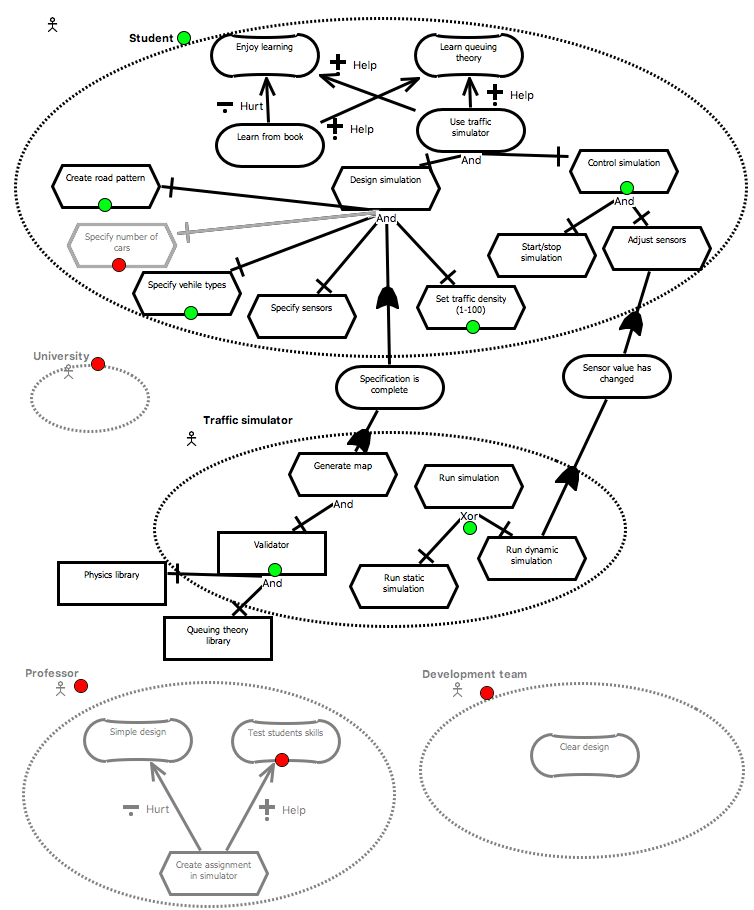 Student
Enjoy learning
Learn queuing
theory
Help
Hurt
Help
Help
Learn from book
Use traffic
simulator
And
Create road pattern
Design simulation
Control simulation
And
And
Specify number of
cars
Start/stop
simulation
Adjust sensors
Specify vehile types
Specify sensors
Set traffic density
(1-100)
University
Specification is
complete
Sensor value has
changed
Traffic simulator
Generate map
Run simulation
And
Xor
Validator
Run dynamic
simulation
Physics library
And
Run static
simulation
Queuing theory
library
Professor
Development team
Simple design
Test students skills
Clear design
Hurt
Help
Create assignment
in simulator